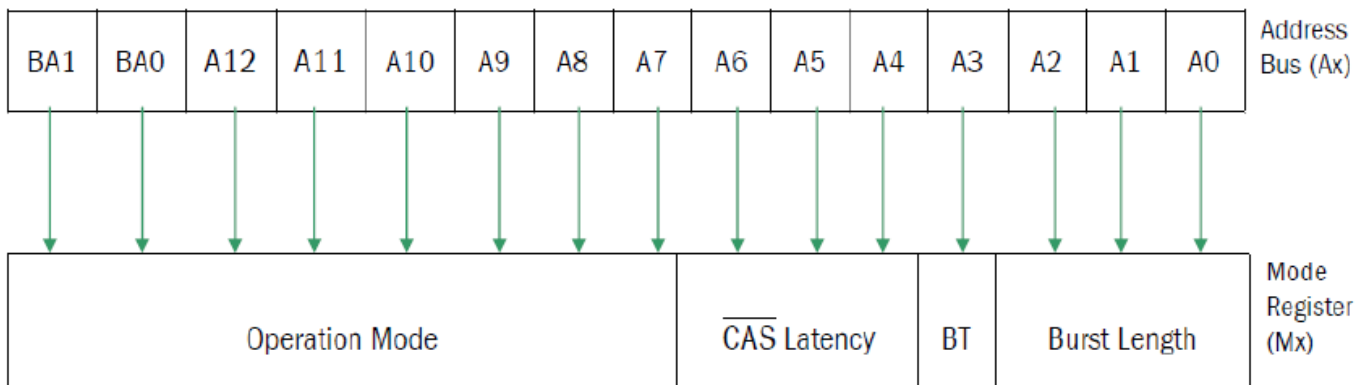 BA1 BA0 A12 A11 A10 A9 A8 A7 A6 A5 A4 A3 A2 A1 A0
Address
Bus (Ax)
Operation Mode C̅A̅S̅ Latency BT Burst Length
Mode
Register
(Mx)